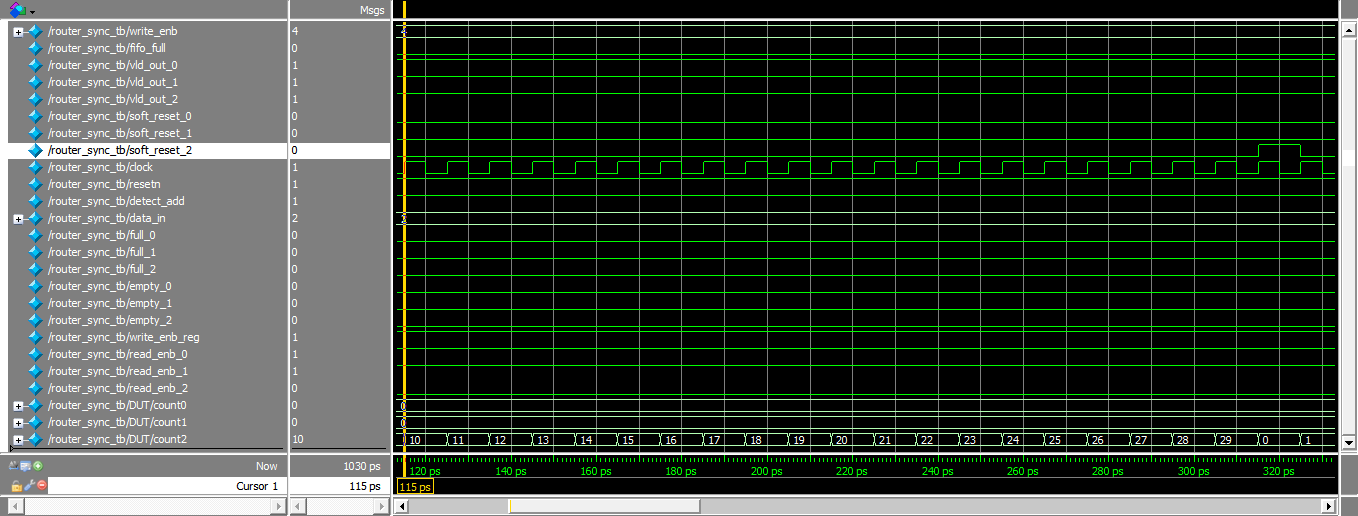 Msgs
/router_sync_tb/write_enb 4
/router_sync_tb/fifo_full 0
/router_sync_tb/vld_out_0 1
/router_sync_tb/vld_out_1 1
/router_sync_tb/vld_out_2 1
/router_sync_tb/soft_reset_0 0
/router_sync_tb/soft_reset_1 0
/router_sync_tb/soft_reset_2 0
/router_sync_tb/clock 1
/router_sync_tb/resetn 1
/router_sync_tb/detect_add 1
/router_sync_tb/data_in 2
/router_sync_tb/full_0 0
/router_sync_tb/full_1 0
/router_sync_tb/full_2 0
/router_sync_tb/empty_0 0
/router_sync_tb/empty_1 0
/router_sync_tb/empty_2 0
/router_sync_tb/write_enb_reg 1
/router_sync_tb/read_enb_0 1
/router_sync_tb/read_enb_1 1
/router_sync_tb/read_enb_2 0
/router_sync_tb/DUT/count0 0 0
/router_sync_tb/DUT/count1 0 0
/router_sync_tb/DUT/count2 10 10 11 12 13 14 15 16 17 18 19 20 21 22 23 24 25 26 27 28 29 0 1
Now 1030 ps 120 ps 140 ps 160 ps 180 ps 200 ps 220 ps 240 ps 260 ps 280 ps 300 ps 320 ps
Cursor 1 115 ps 115 ps